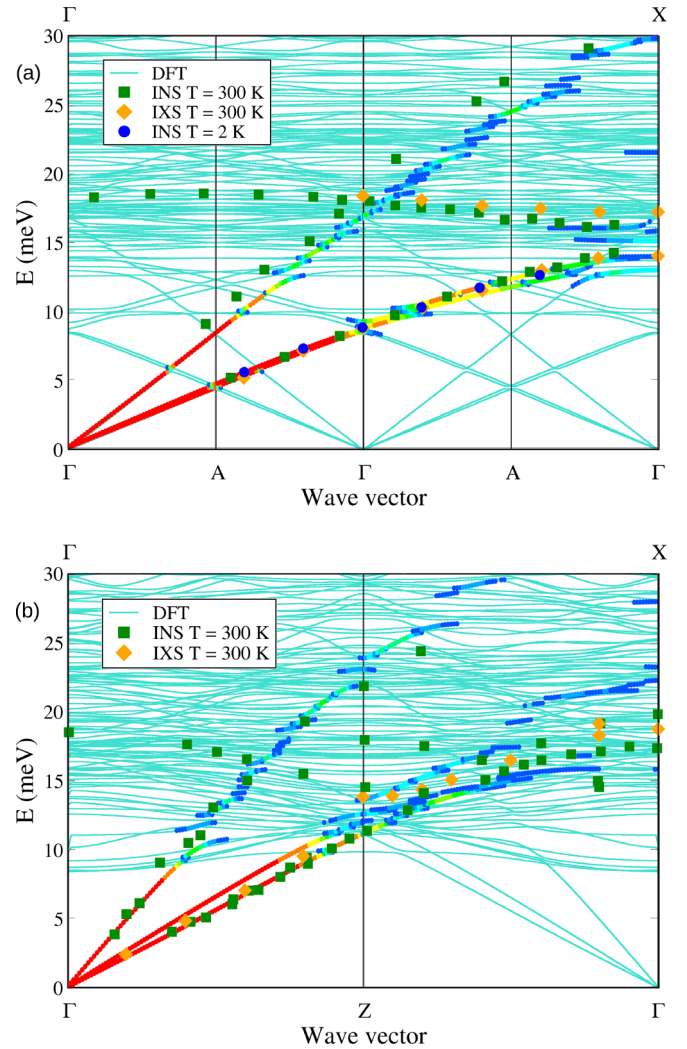 Γ X
30
(a)
DFT
INS T = 300 K
IXS T = 300 K
INS T = 2 K
25
20
E (meV)
15
10
5
0
Γ A Γ A Γ
Wave vector
Γ X
30
(b)
DFT
INS T = 300 K
IXS T = 300 K
25
20
E (meV)
15
10
5
0
Γ Z Γ
Wave vector